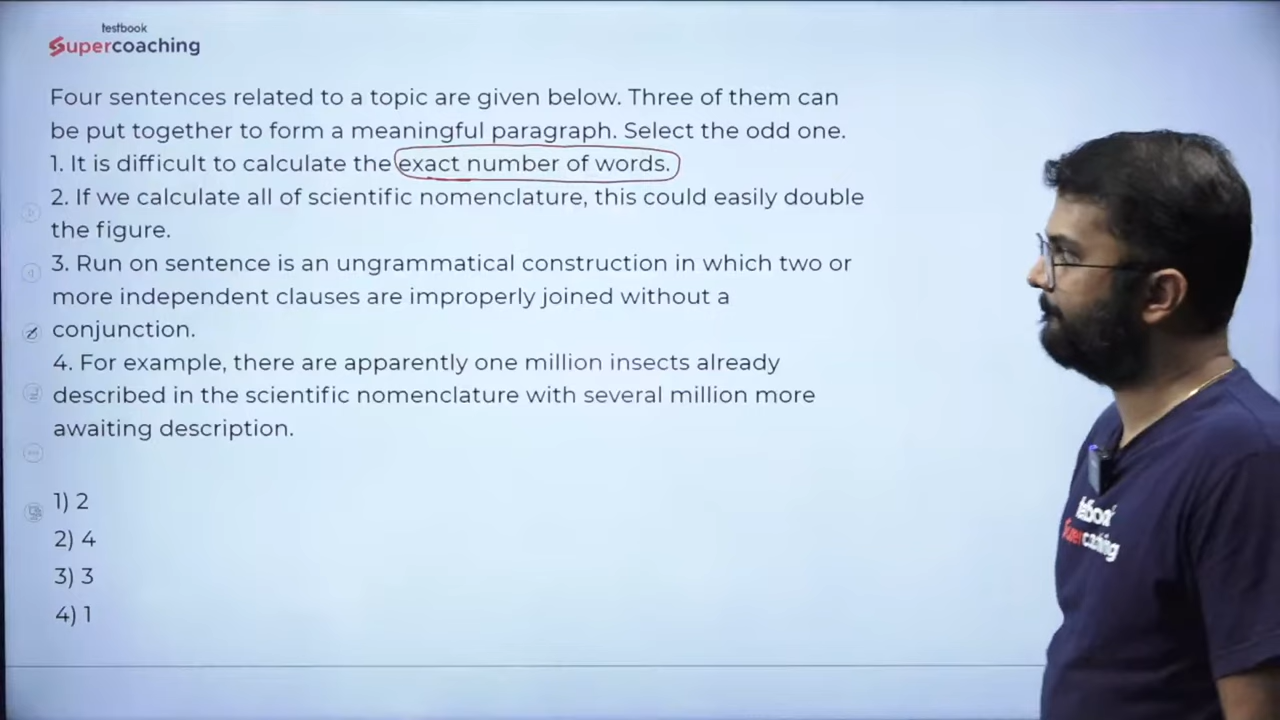 testbook
Supercoaching
Four sentences related to a topic are given below. Three of them can
be put together to form a meaningful paragraph. Select the odd one.
1. It is difficult to calculate the exact number of words.
2. If we calculate all of scientific nomenclature, this could easily double
the figure.
3. Run on sentence is an ungrammatical construction in which two or
more independent clauses are improperly joined without a
conjunction.
4. For example, there are apparently one million insects already
described in the scientific nomenclature with several million more
awaiting description.
1) 2
2) 4
3) 3
4) 1
testbook
Supercoaching